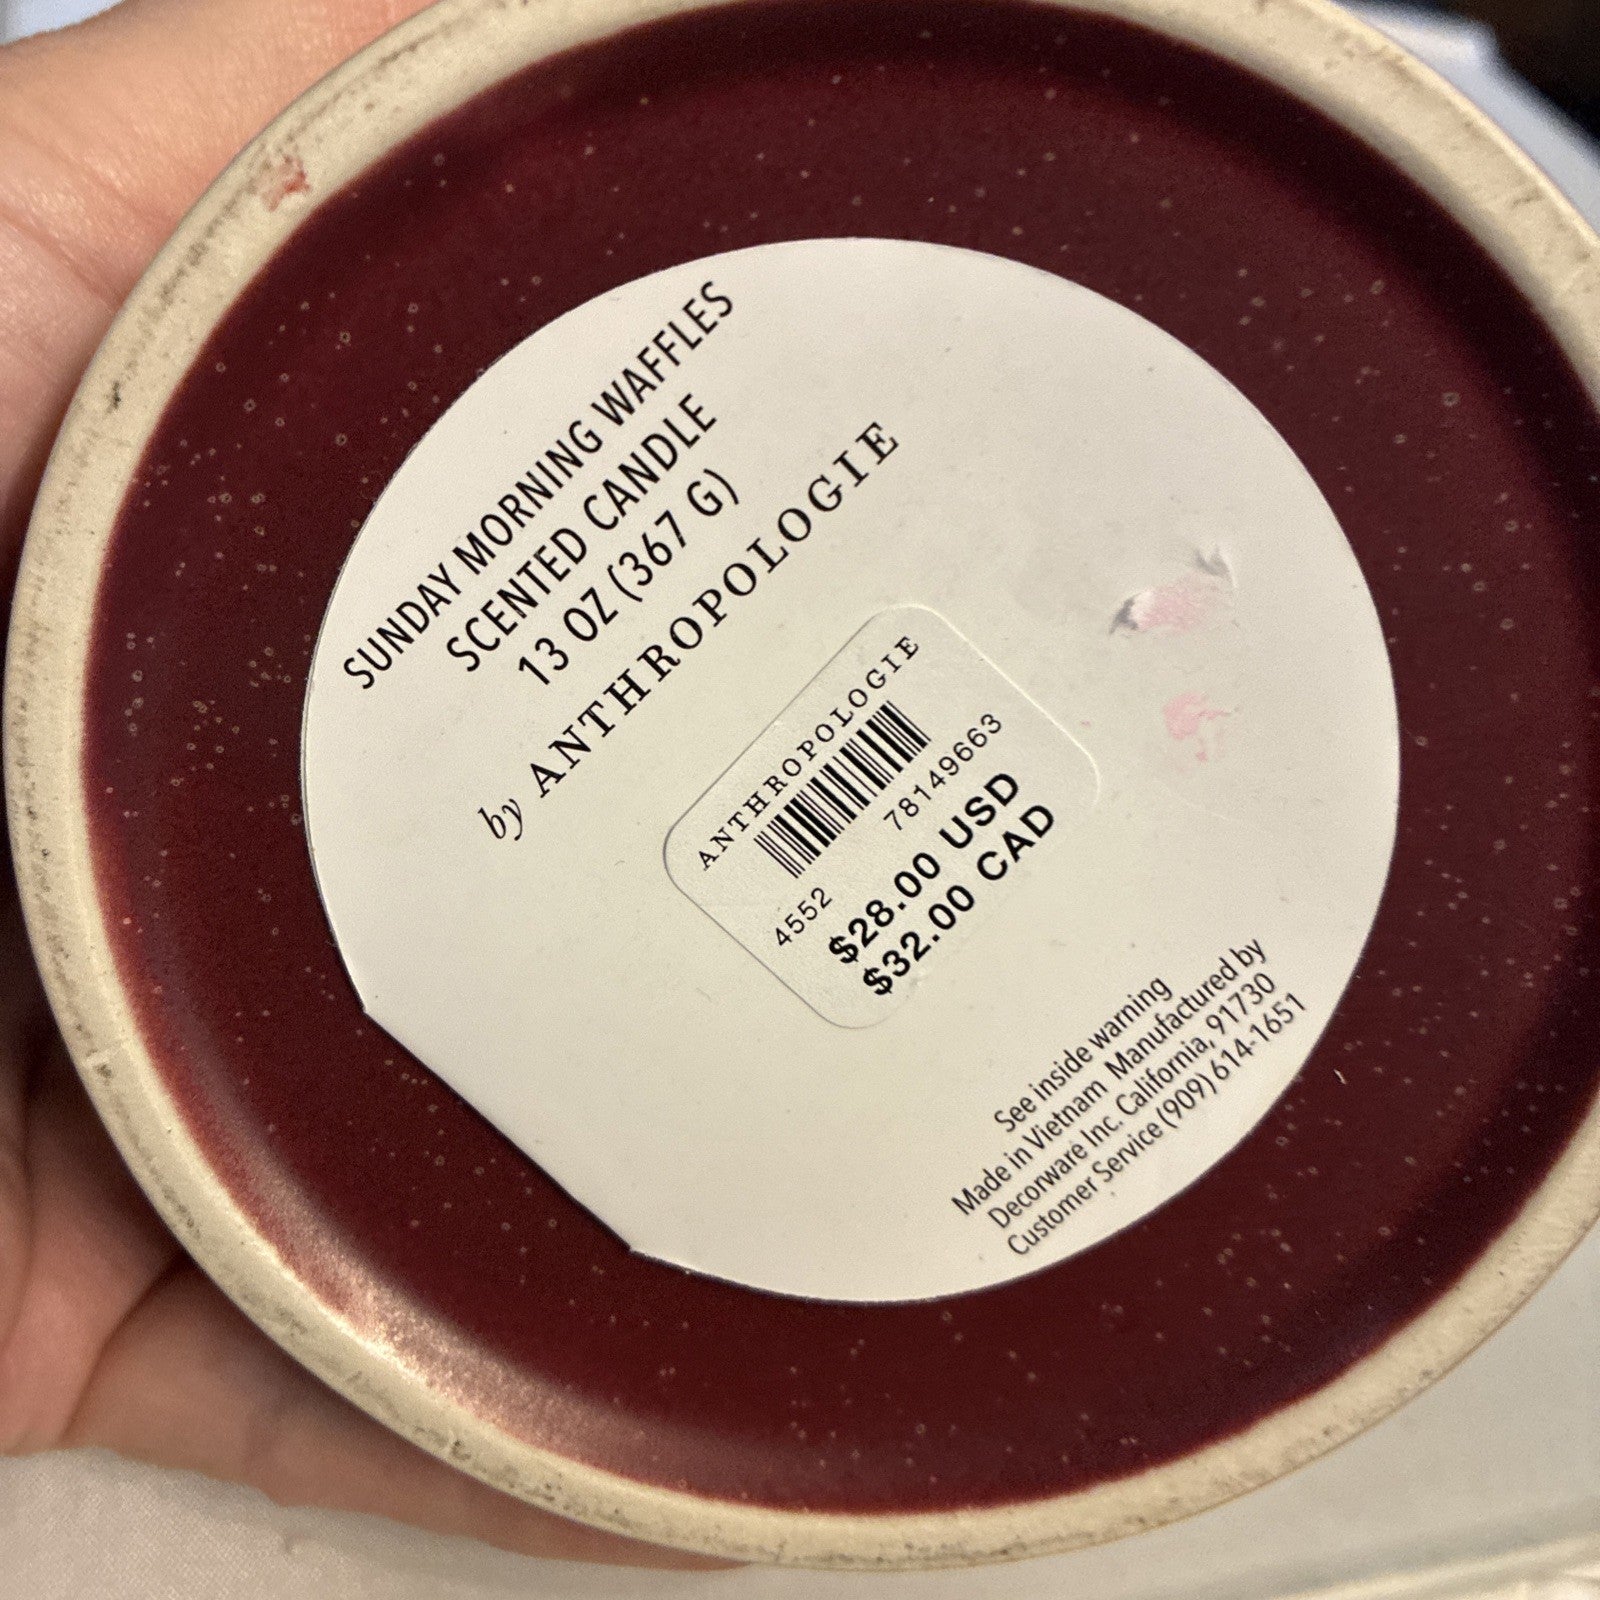 SUNDAY MORNING WAFFLES
SCENTED CANDLE
13 OZ (367 G)
by ANTHROPOLOGIE
ANTHROPOLOGIE
4552 78149663
$28.00 USD
$32.00 CAD
See inside warning
Made in Vietnam Manufactured by
Decorware Inc. California, 91730
Customer Service (909) 614-1651